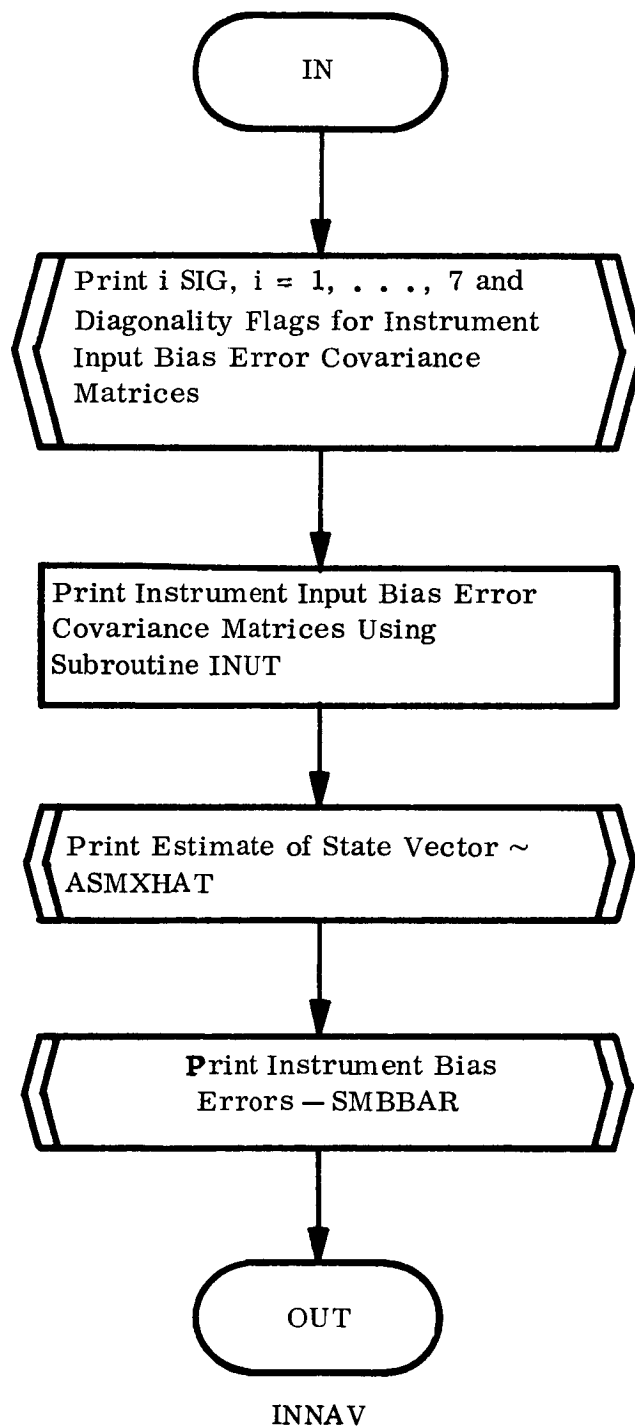 IN
Print i SIG, i = 1, . . ., 7 and
Diagonality Flags for Instrument
Input Bias Error Covariance
Matrices
Print Instrument Input Bias Error
Covariance Matrices Using
Subroutine INUT
Print Estimate of State Vector ~
ASMXHAT
Print Instrument Bias
Errors — SMBBAR
OUT
INNAV